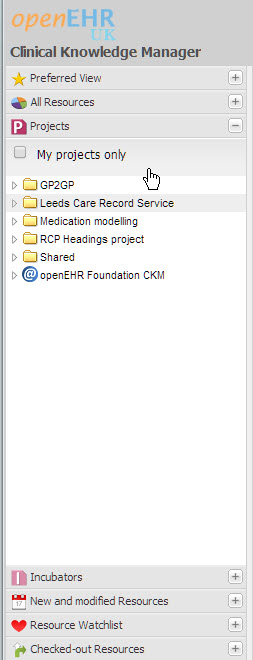 openEHR
UK
Clinical Knowledge Manager
Preferred View
All Resources
Projects
My projects only
GP2GP
Leeds Care Record Service
Medication modelling
RCP Headings project
Shared
openEHR Foundation CKM
Incubators
New and modified Resources
Resource Watchlist
Checked-out Resources